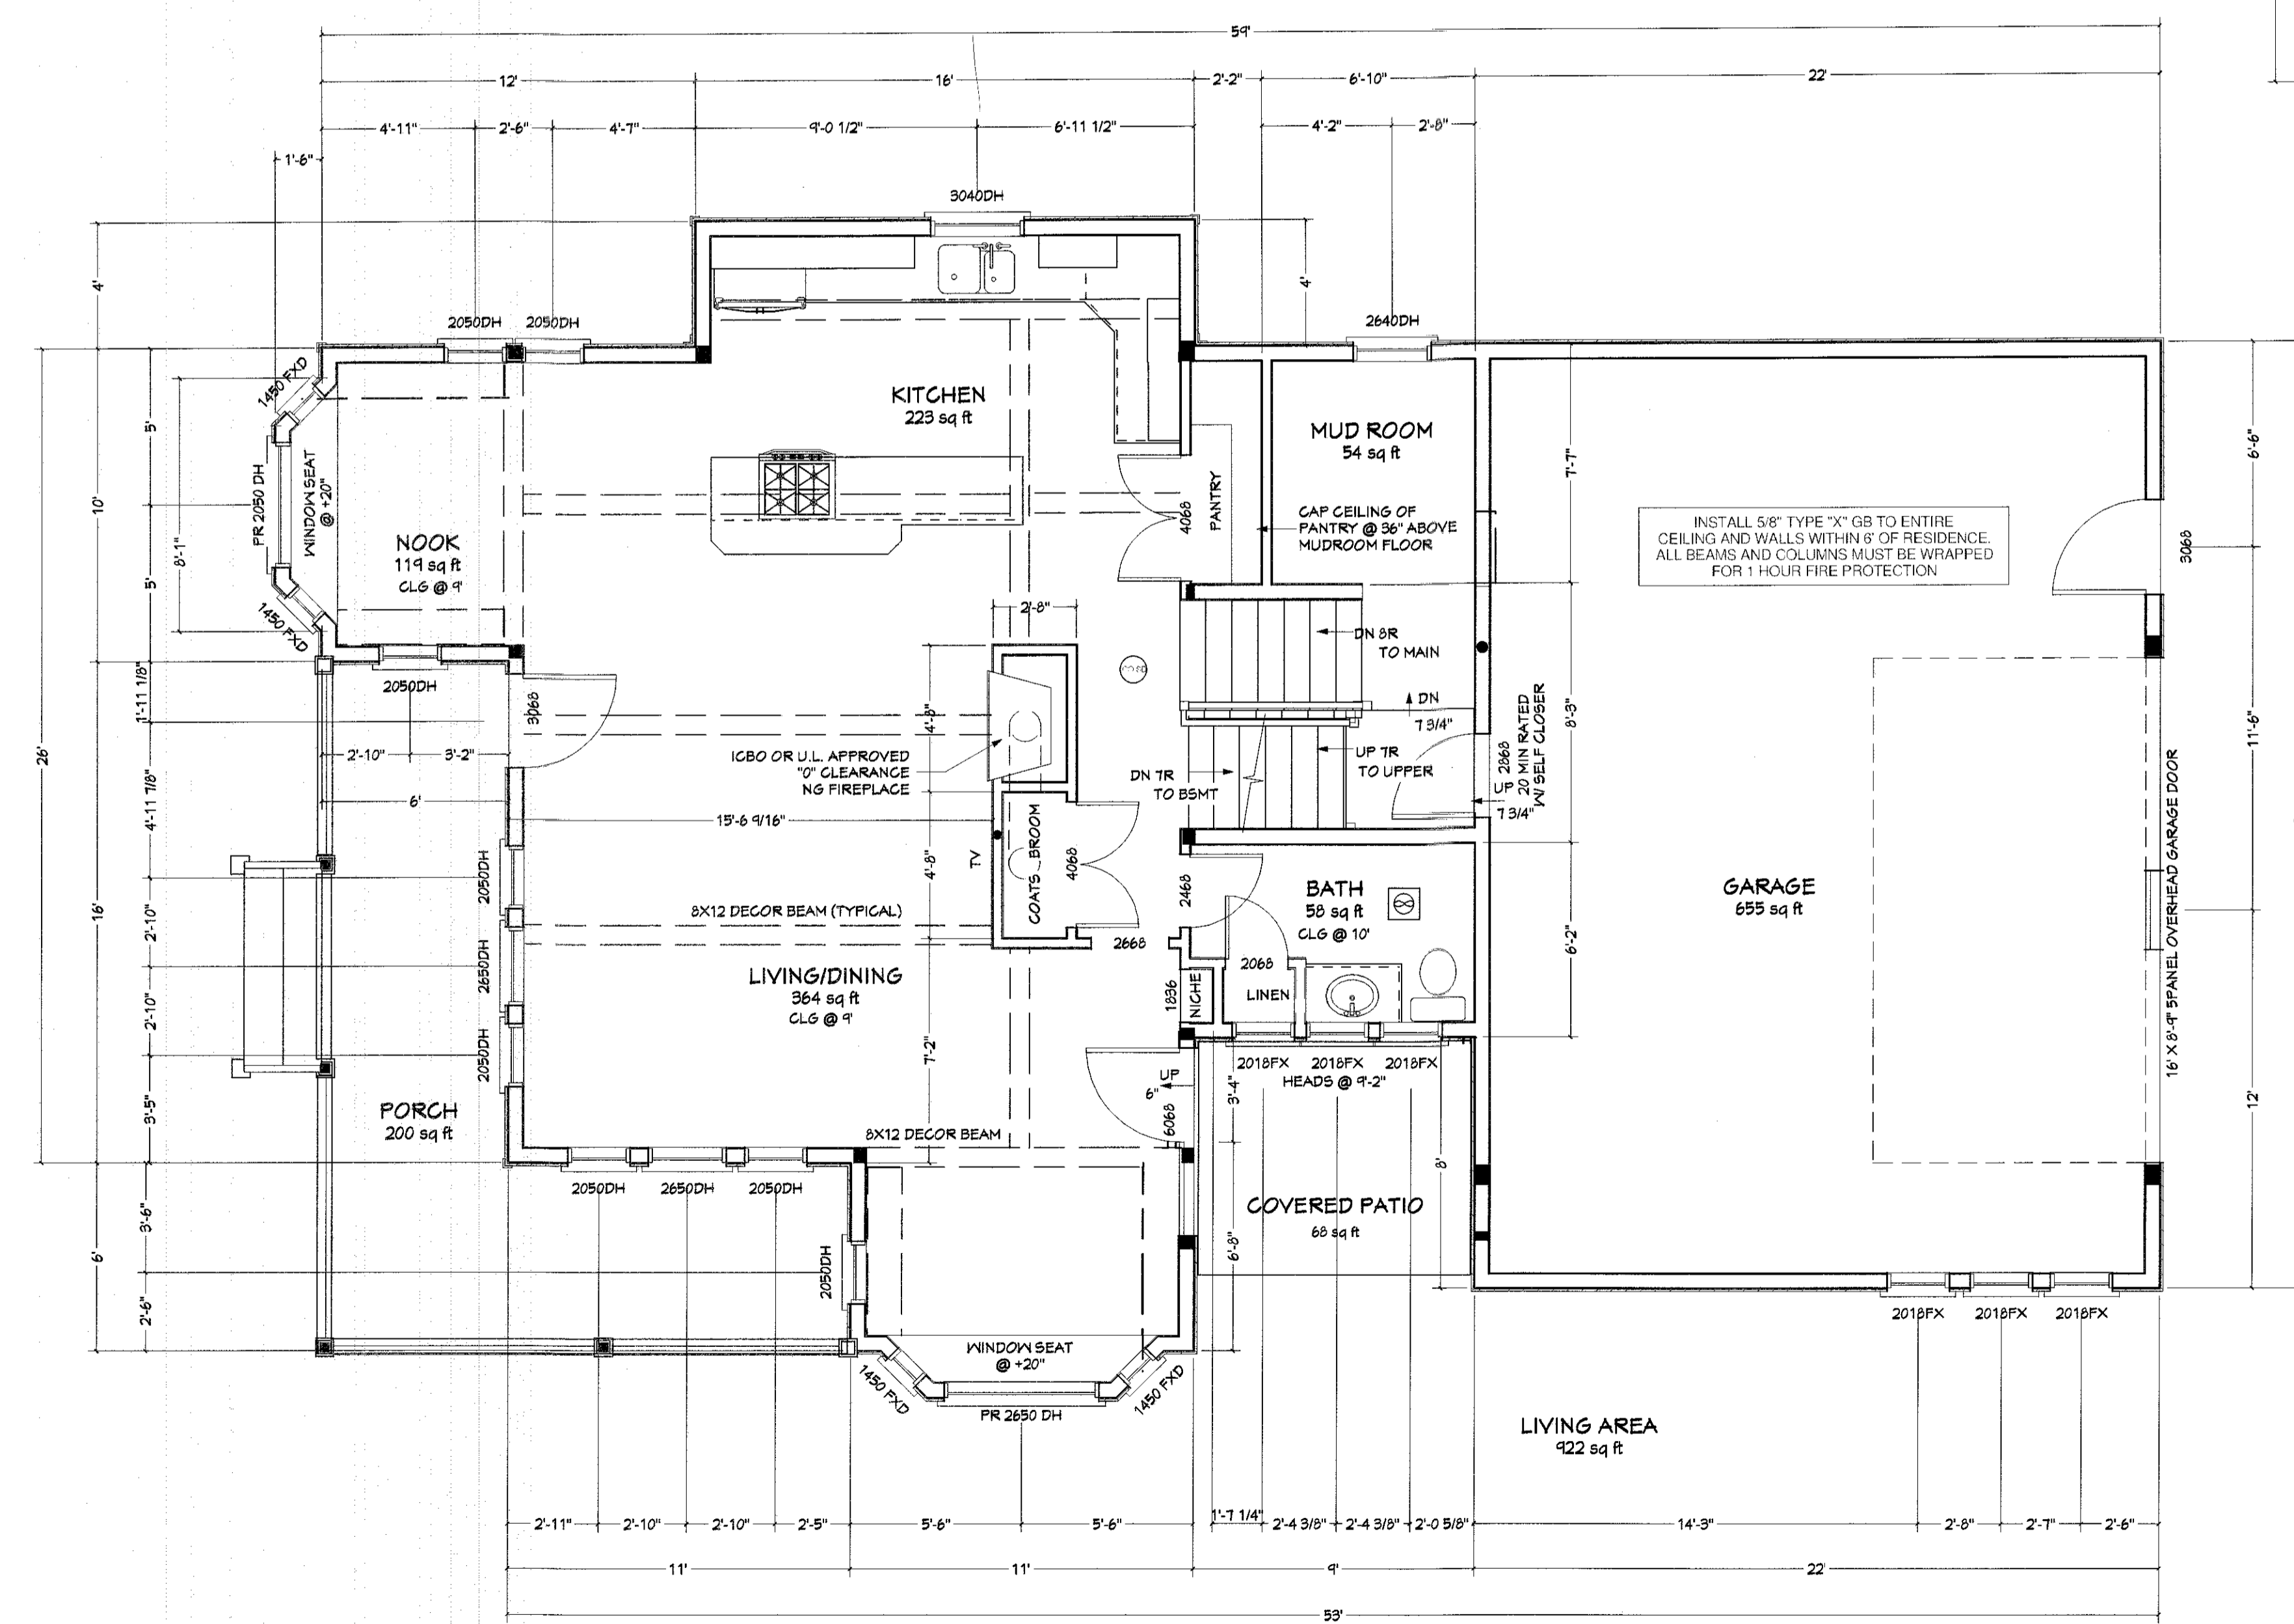 59'
12'
16'
2'-2"
6'-10"
22'
4'-11"
2'-6"
4'-7"
9'-0 1/2"
6'-11 1/2"
4'-2"
2'-8"
1'-6"
3040DH
4'
4'
2050DH
2050DH
2640DH
1450 FXD
KITCHEN
223 sq ft
MUD ROOM
54 sq ft
5'
7'-7"
6'-6"
PR 2050 DH
WINDOW SEAT
@ +20"
8'-1"
10'
NOOK
119 sq ft
CLG @ 9'
4068
PANTRY
CAP CEILING OF
PANTRY @ 36" ABOVE
MUDROOM FLOOR
INSTALL 5/8" TYPE "X" GB TO ENTIRE
CEILING AND WALLS WITHIN 6' OF RESIDENCE.
ALL BEAMS AND COLUMNS MUST BE WRAPPED
FOR 1 HOUR FIRE PROTECTION
3068
5'
1450 FXD
2'-8"
DN 8R
TO MAIN
CO SD
2050DH
1'-11 1/8"
3068
4'-8"
DN
7 3/4"
8'-3"
26'
2'-10"
3'-2"
ICBO OR U.L. APPROVED
"0" CLEARANCE
NG FIREPLACE
UP 7R
TO UPPER
DN 7R
TO BSMT
UP
7 3/4"
2868
20 MIN RATED
W/ SELF CLOSER
11'-6"
6'
4'-11 7/8"
15'-6 9/16"
TV
COATS
BROOM
4'-8"
4068
2468
16' X 8'-9" 5PANEL OVERHEAD GARAGE DOOR
2050DH
BATH
58 sq ft
CLG @ 10'
GARAGE
655 sq ft
16'
2'-10"
8X12 DECOR BEAM (TYPICAL)
2668
6'-2"
2650DH
LIVING/DINING
364 sq ft
CLG @ 9'
2068
LINEN
1836
NICHE
2'-10"
2050DH
7'-2"
2018FX
2018FX
2018FX
HEADS @ 9'-2"
UP
6"
6068
3'-4"
3'-5"
PORCH
200 sq ft
8X12 DECOR BEAM
12'
8'
2050DH
2650DH
2050DH
COVERED PATIO
68 sq ft
3'-6"
6'
2050DH
6'-8"
2'-6"
2018FX
2018FX
2018FX
WINDOW SEAT
@ +20"
1450 FXD
1450 FXD
PR 2650 DH
LIVING AREA
922 sq ft
2'-11"
2'-10"
2'-10"
2'-5"
5'-6"
5'-6"
1'-7 1/4"
2'-4 3/8"
2'-4 3/8"
2'-0 5/8"
14'-3"
2'-8"
2'-7"
2'-6"
11'
11'
9'
22'
53'